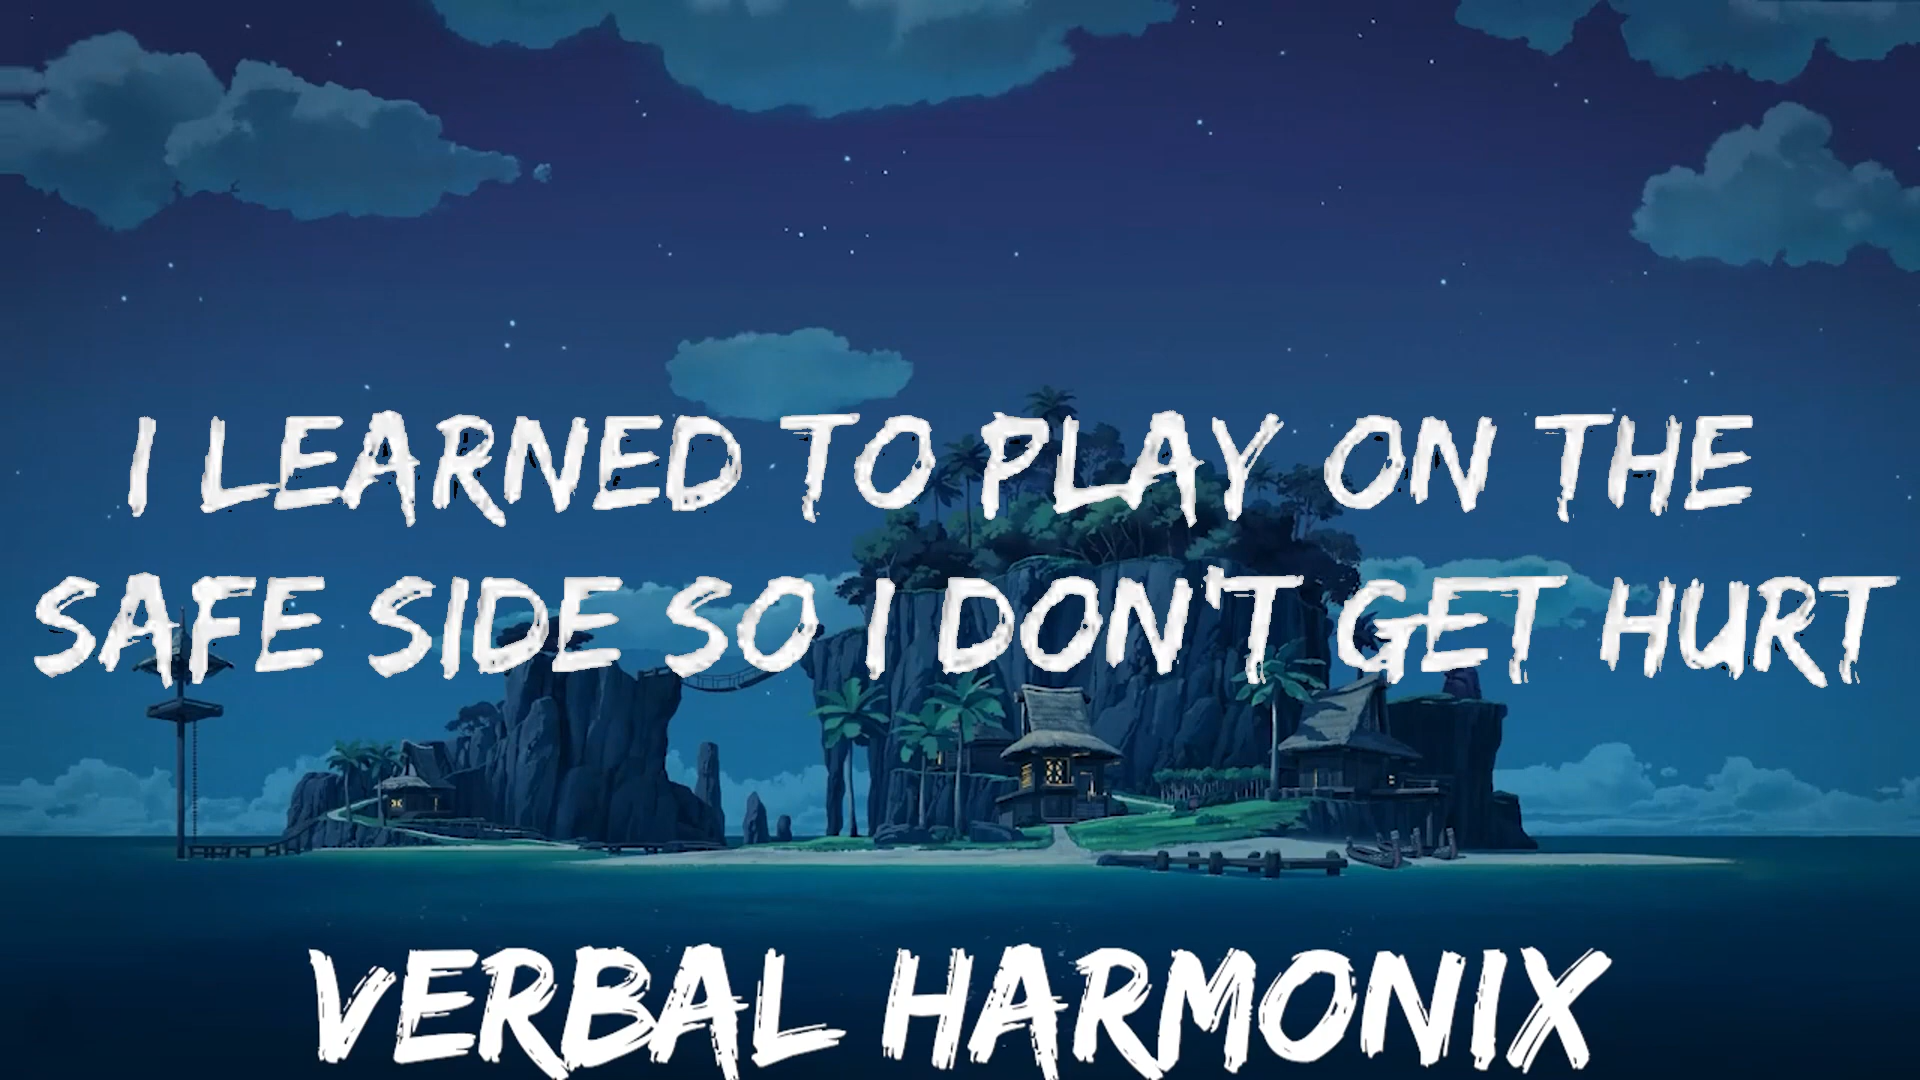 I LEARNED TO PLAY ON THE
SAFE SIDE SO I DON'T GET HURT
VERBAL HARMONIX